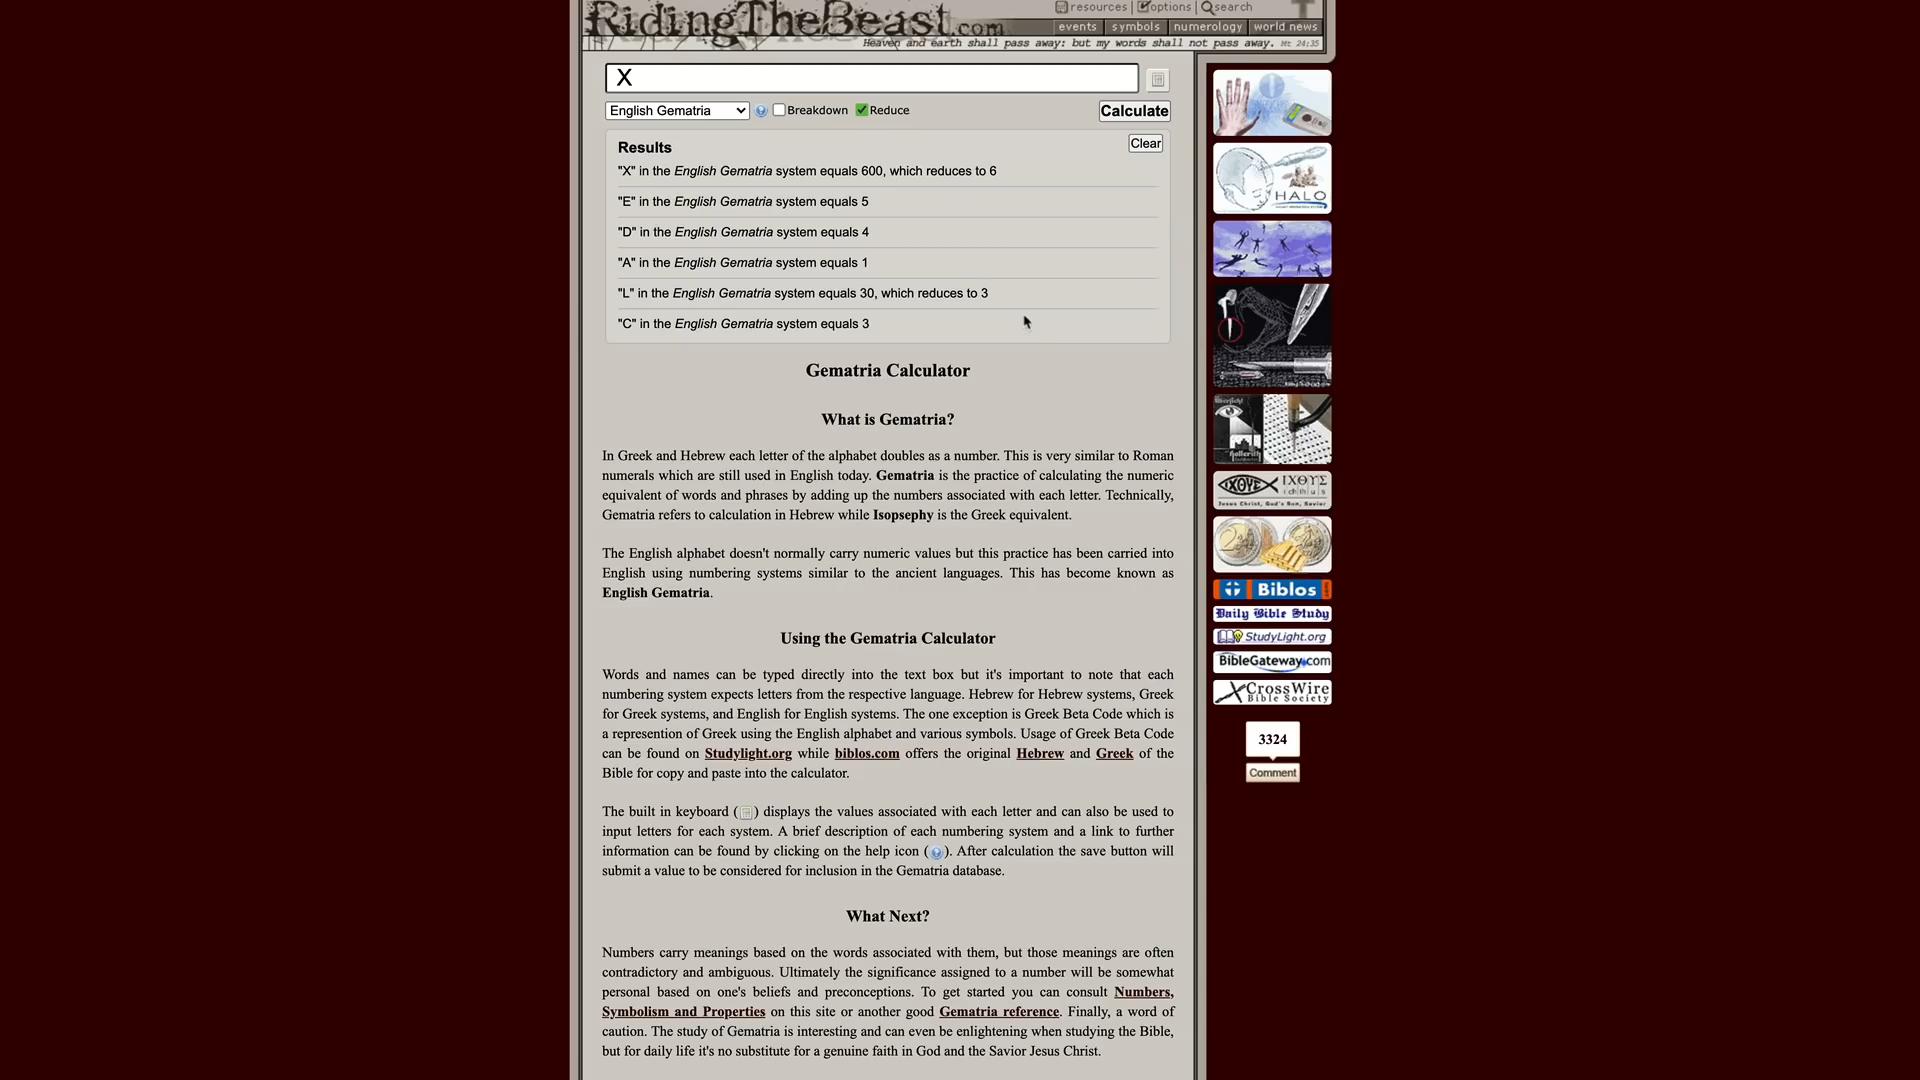 resources | options | search
RidingTheBeast.com
events symbols numerology world news
Heaven and earth shall pass away: but my words shall not pass away. Mt 24:35
X
English Gematria Breakdown Reduce Calculate
Results Clear
"X" in the English Gematria system equals 600, which reduces to 6
"E" in the English Gematria system equals 5
"D" in the English Gematria system equals 4
"A" in the English Gematria system equals 1
"L" in the English Gematria system equals 30, which reduces to 3
"C" in the English Gematria system equals 3
Gematria Calculator
What is Gematria?
In Greek and Hebrew each letter of the alphabet doubles as a number. This is very similar to Roman
numerals which are still used in English today. Gematria is the practice of calculating the numeric
equivalent of words and phrases by adding up the numbers associated with each letter. Technically,
Gematria refers to calculation in Hebrew while Isopsephy is the Greek equivalent.
The English alphabet doesn't normally carry numeric values but this practice has been carried into
English using numbering systems similar to the ancient languages. This has become known as
English Gematria.
Using the Gematria Calculator
Words and names can be typed directly into the text box but it's important to note that each
numbering system expects letters from the respective language. Hebrew for Hebrew systems, Greek
for Greek systems, and English for English systems. The one exception is Greek Beta Code which is
a represention of Greek using the English alphabet and various symbols. Usage of Greek Beta Code
can be found on Studylight.org while biblos.com offers the original Hebrew and Greek of the
Bible for copy and paste into the calculator.
The built in keyboard ( ) displays the values associated with each letter and can also be used to
input letters for each system. A brief description of each numbering system and a link to further
information can be found by clicking on the help icon ( ). After calculation the save button will
submit a value to be considered for inclusion in the Gematria database.
What Next?
Numbers carry meanings based on the words associated with them, but those meanings are often
contradictory and ambiguous. Ultimately the significance assigned to a number will be somewhat
personal based on one's beliefs and preconceptions. To get started you can consult Numbers,
Symbolism and Properties on this site or another good Gematria reference. Finally, a word of
caution. The study of Gematria is interesting and can even be enlightening when studying the Bible,
but for daily life it's no substitute for a genuine faith in God and the Savior Jesus Christ.
HALO
ΙΧΘΥΣ ΙΧΘΥΣ
ichthus
Jesus Christ, God's Son, Savior
Biblos.com
Daily Bible Study
StudyLight.org
BibleGateway.com
CrossWire
Bible Society
3324
Comment